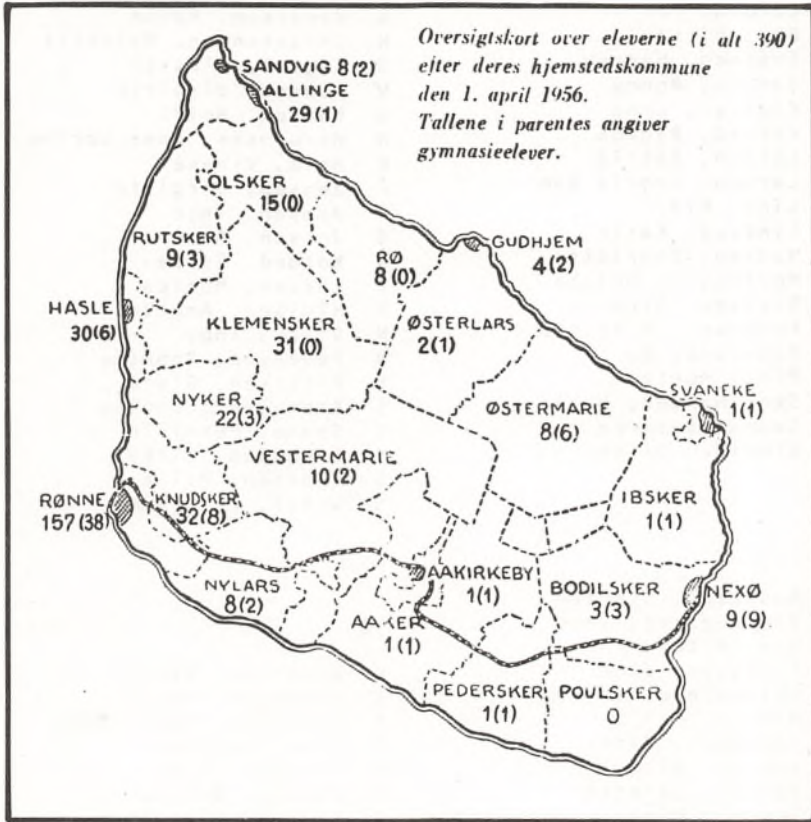 Oversigtskort over eleverne (i alt 390)
efter deres hjemstedskommune
den 1. april 1956.
Tallene i parentes angiver
gymnasieelever.
SANDVIG 8(2)
ALLINGE
29(1)
OLSKER
15(0)
RUTSKER
9(3)
RØ
8(0)
GUDHJEM
4(2)
HASLE
30(6)
KLEMENSKER
31(0)
ØSTERLARS
2(1)
NYKER
22(3)
ØSTERMARIE
8(6)
SVANEKE
1(1)
VESTERMARIE
10(2)
RØNNE
157(38)
KNUDSKER
32(8)
IBSKER
1(1)
NYLARS
8(2)
AAKIRKEBY
1(1)
BODILSKER
3(3)
NEXØ
9(9)
AAKER
1(1)
PEDERSKER
1(1)
POULSKER
0